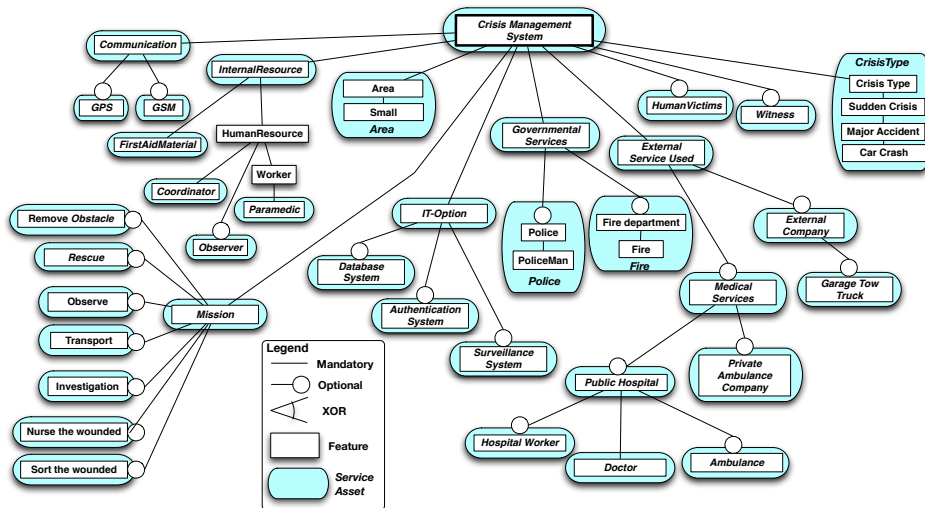 Crisis Management
System
Communication
GPS
GSM
InternalResource
FirstAidMaterial
HumanResource
Coordinator
Worker
Paramedic
Observer
Area
Small
Area
Governmental
Services
Police
PoliceMan
Police
Fire department
Fire
Fire
HumanVictims
Witness
CrisisType
Crisis Type
Sudden Crisis
Major Accident
Car Crash
External
Service Used
External
Company
Garage Tow
Truck
Medical
Services
Private
Ambulance
Company
Public Hospital
Hospital Worker
Doctor
Ambulance
IT-Option
Database
System
Authentication
System
Surveillance
System
Mission
Remove Obstacle
Rescue
Observe
Transport
Investigation
Nurse the wounded
Sort the wounded
Legend
Mandatory
Optional
XOR
Feature
Service
Asset